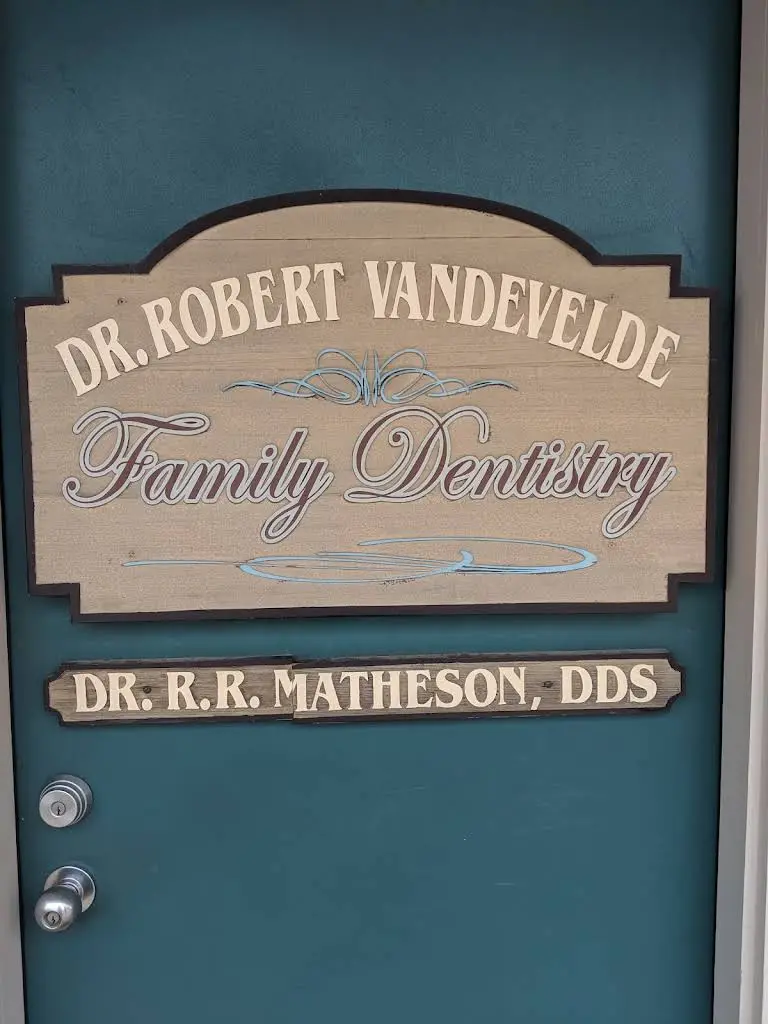 DR. ROBERT VANDEVELDE
Family Dentistry
DR. R.R. MATHESON, DDS